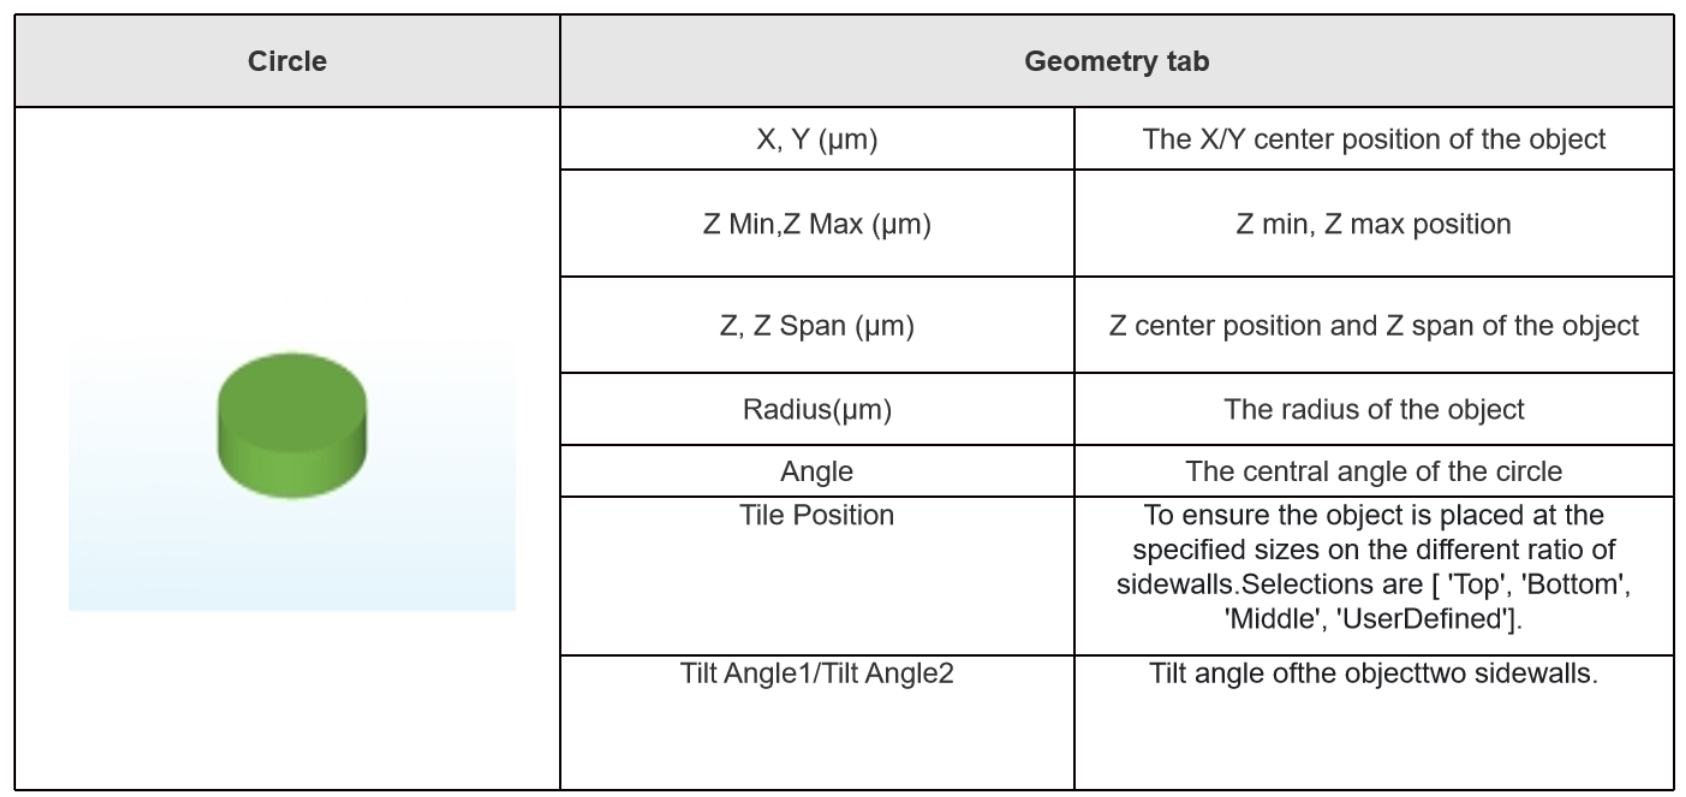 Circle
Geometry tab
X, Y (μm)
The X/Y center position of the object
Z Min,Z Max (μm)
Z min, Z max position
Z, Z Span (μm)
Z center position and Z span of the object
Radius(μm)
The radius of the object
Angle
The central angle of the circle
Tile Position
To ensure the object is placed at the
specified sizes on the different ratio of
sidewalls.Selections are [ 'Top', 'Bottom',
'Middle', 'UserDefined'].
Tilt Angle1/Tilt Angle2
Tilt angle ofthe objecttwo sidewalls.